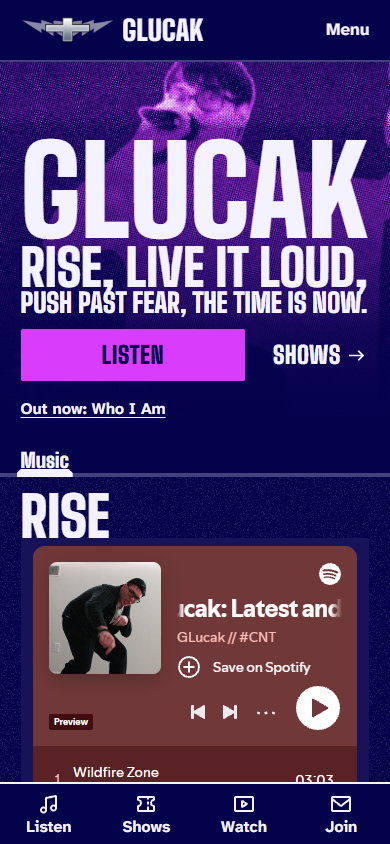 GLUCAK
Menu
GLUCAK
RISE, LIVE IT LOUD,
PUSH PAST FEAR, THE TIME IS NOW.
LISTEN
SHOWS →
Out now: Who I Am
Music
RISE
ucak: Latest and
GLucak // #CNT
Save on Spotify
Preview
1 Wildfire Zone 03:03
Listen
Shows
Watch
Join